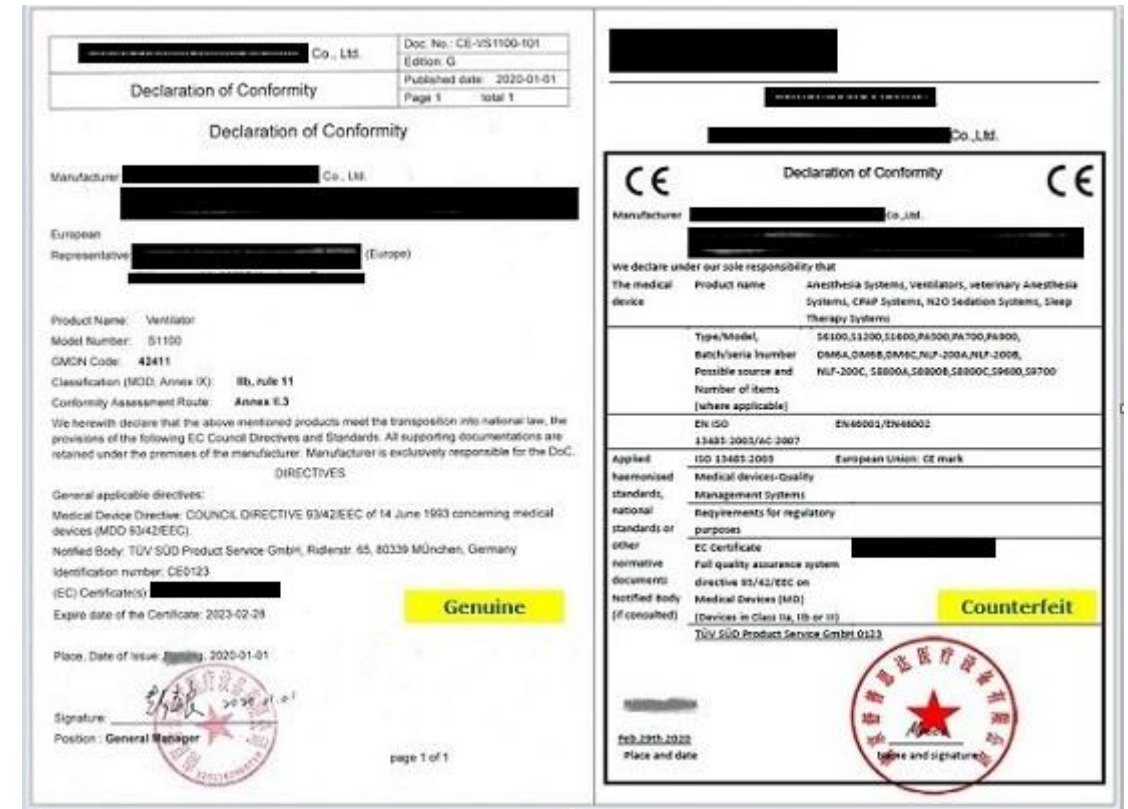 Co., Ltd.
Doc. No.: CE-VS1100-101
Edition: G
Declaration of Conformity
Published date: 2020-01-01
Page 1 total 1
Declaration of Conformity
Manufacturer Co., Ltd.
European
Representative (Europe)
Product Name: Ventilator
Model Number: S1100
GMDN Code: 42411
Classification (MDD, Annex IX): IIb, rule 11
Conformity Assessment Route: Annex II.3
We herewith declare that the above mentioned products meet the transposition into national law, the
provisions of the following EC Council Directives and Standards. All supporting documentations are
retained under the premises of the manufacturer. Manufacturer is exclusively responsible for the DoC.
DIRECTIVES
General applicable directives:
Medical Device Directive: COUNCIL DIRECTIVE 93/42/EEC of 14 June 1993 concerning medical
devices (MDD 93/42/EEC).
Notified Body: TÜV SÜD Product Service GmbH, Ridlerstr. 65, 80339 MÜnchen, Germany
Identification number: CE0123
(EC) Certificate(s)
Expire date of the Certificate: 2023-02-28
Genuine
Place, Date of Issue: , 2020-01-01
2020.01.01
Signature:
Position : General Manager
page 1 of 1
Co.,Ltd.
CE Declaration of Conformity CE
Manufacturer Co.,Ltd.
We declare under our sole responsibility that
The medical Product name Anesthesia Systems, Ventilators, veterinary Anesthesia
device Systems, CPAP Systems, N2O Sedation Systems, Sleep
Therapy Systems
Type/Model, S6100,S1200,S1600,PA500,PA700,PA900,
Batch/seria lnumber DM6A,DM6B,DM6C,NLF-200A,NLF-200B,
Possible source and NLF-200C, S8800A,S8800B,S8800C,S9600,S9700
Number of items
(where applicable)
EN ISO EN46001/EN46002
13485:2003/AC:2007
Applied ISO 13485:2003 European Union: CE mark
haemonised Medical devices-Quality
standards, Management Systems
national Requirements for regulatory
standards or purposes
other EC Certificate
normative Full quality assurance system
documents directive 93/42/EEC on
Notified Body Medical Devices (MD)
(if consulted) (Devices in Class IIa, IIb or III)
TÜV SÜD Product Service GmbH 0123
Counterfeit
Feb.29th.2020
Place and date
Name and signature